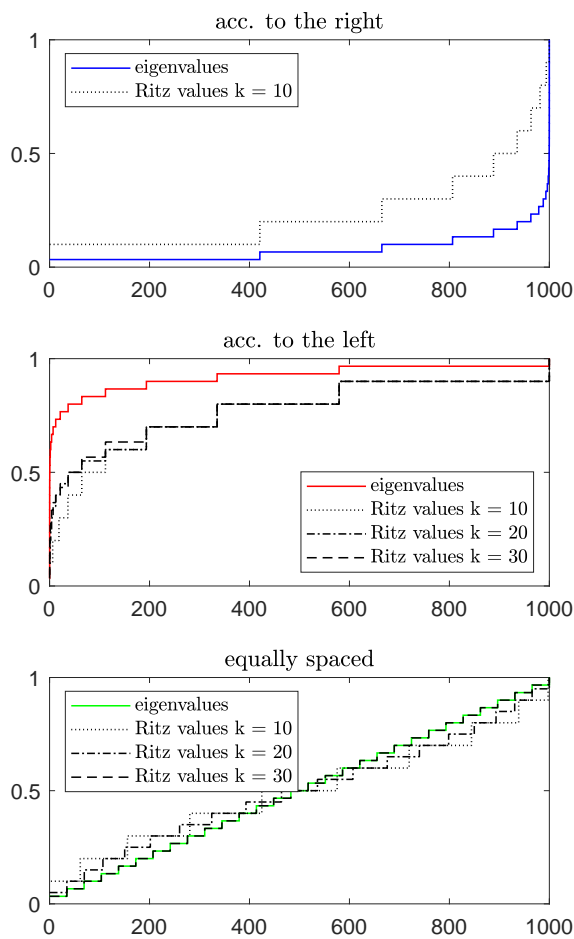 acc. to the right
1
eigenvalues
Ritz values k = 10
0.5
0
0 200 400 600 800 1000
acc. to the left
1
0.5
eigenvalues
Ritz values k = 10
Ritz values k = 20
Ritz values k = 30
0
0 200 400 600 800 1000
equally spaced
1
eigenvalues
Ritz values k = 10
Ritz values k = 20
Ritz values k = 30
0.5
0
0 200 400 600 800 1000